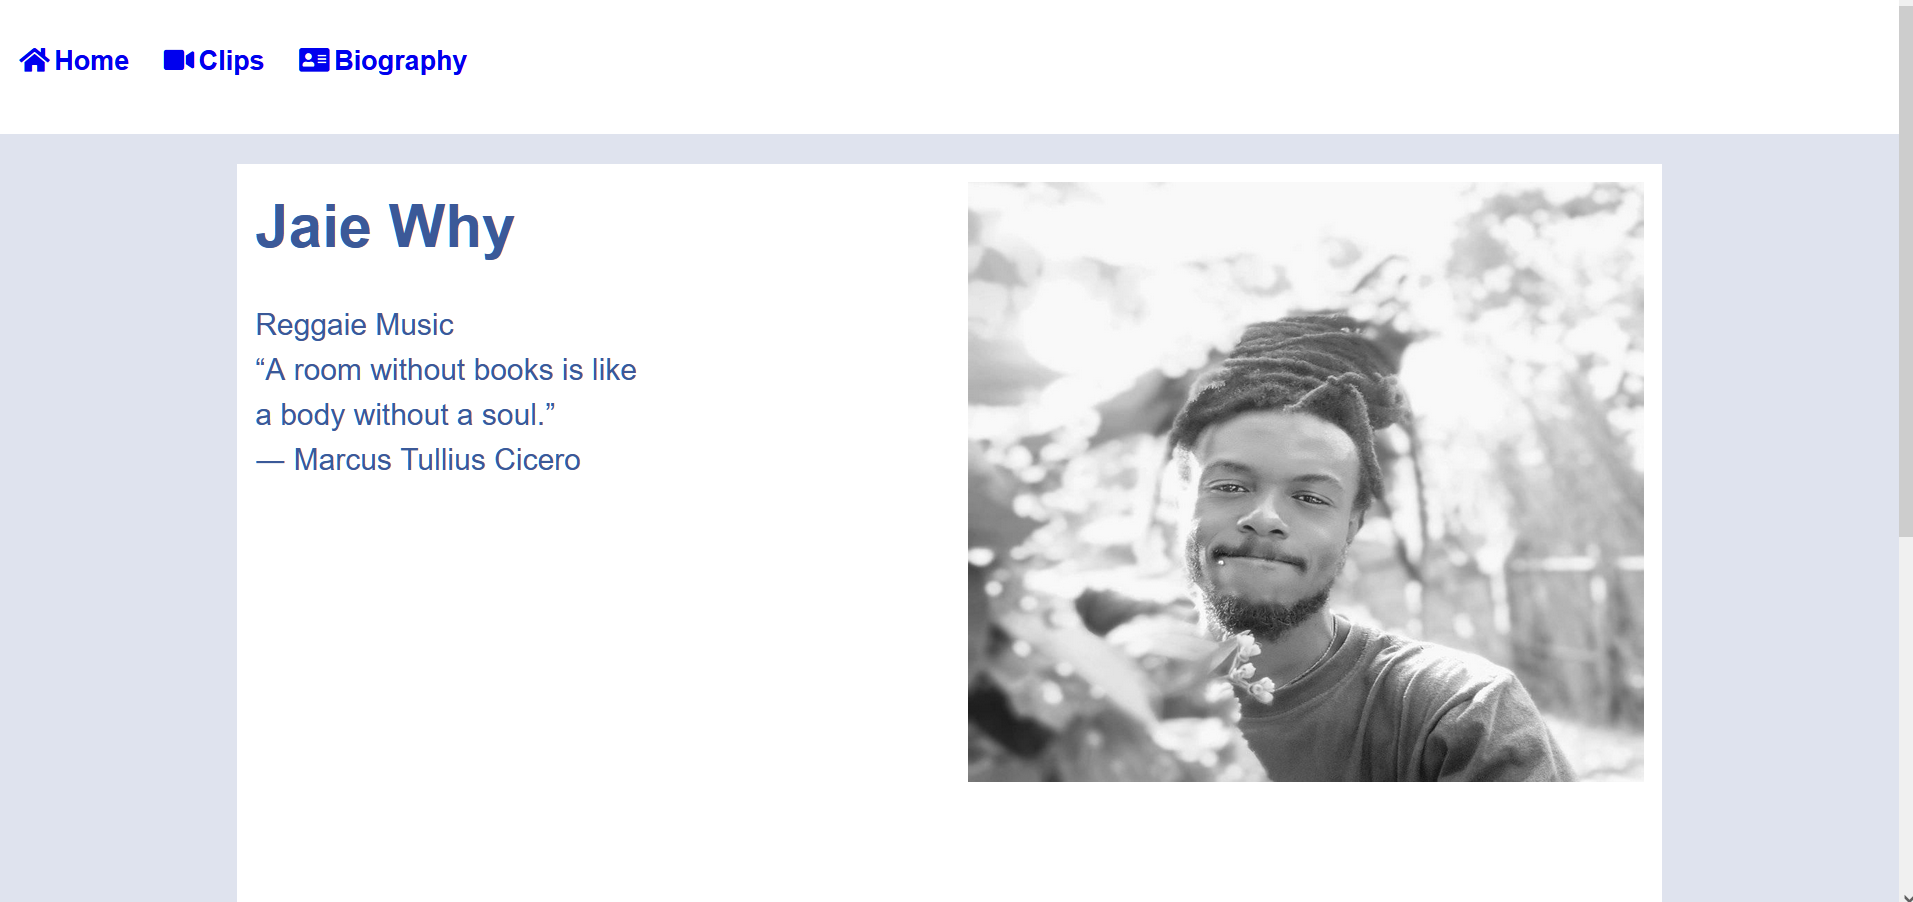 Home Clips Biography
Jaie Why
Reggaie Music
“A room without books is like
a body without a soul.”
— Marcus Tullius Cicero